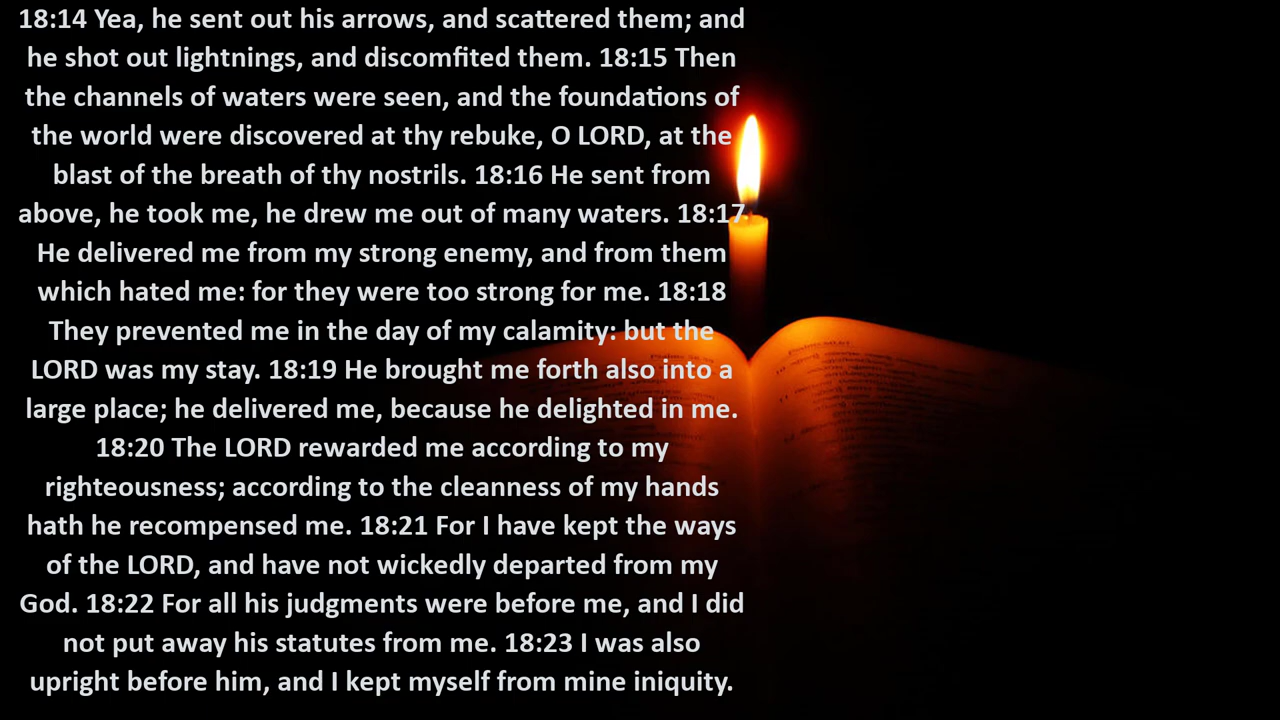 18:14 Yea, he sent out his arrows, and scattered them; and
he shot out lightnings, and discomfited them. 18:15 Then
the channels of waters were seen, and the foundations of
the world were discovered at thy rebuke, O LORD, at the
blast of the breath of thy nostrils. 18:16 He sent from
above, he took me, he drew me out of many waters. 18:17
He delivered me from my strong enemy, and from them
which hated me: for they were too strong for me. 18:18
They prevented me in the day of my calamity: but the
LORD was my stay. 18:19 He brought me forth also into a
large place; he delivered me, because he delighted in me.
18:20 The LORD rewarded me according to my
righteousness; according to the cleanness of my hands
hath he recompensed me. 18:21 For I have kept the ways
of the LORD, and have not wickedly departed from my
God. 18:22 For all his judgments were before me, and I did
not put away his statutes from me. 18:23 I was also
upright before him, and I kept myself from mine iniquity.